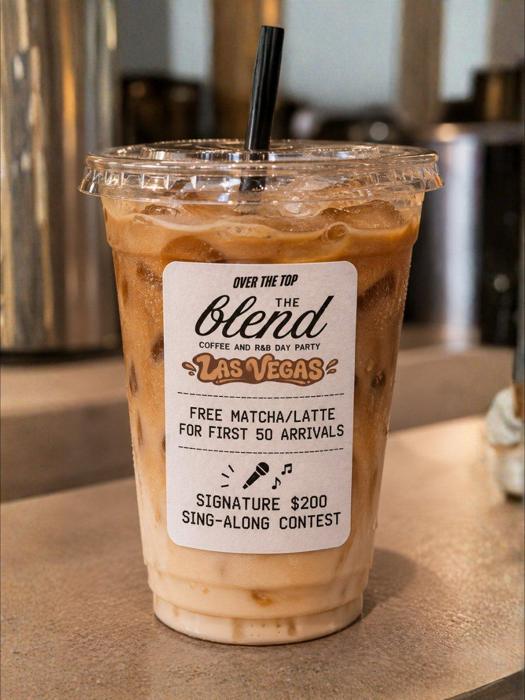 OVER THE TOP
THE
blend
COFFEE AND R&B DAY PARTY
LAS VEGAS
FREE MATCHA/LATTE
FOR FIRST 50 ARRIVALS
SIGNATURE $200
SING-ALONG CONTEST